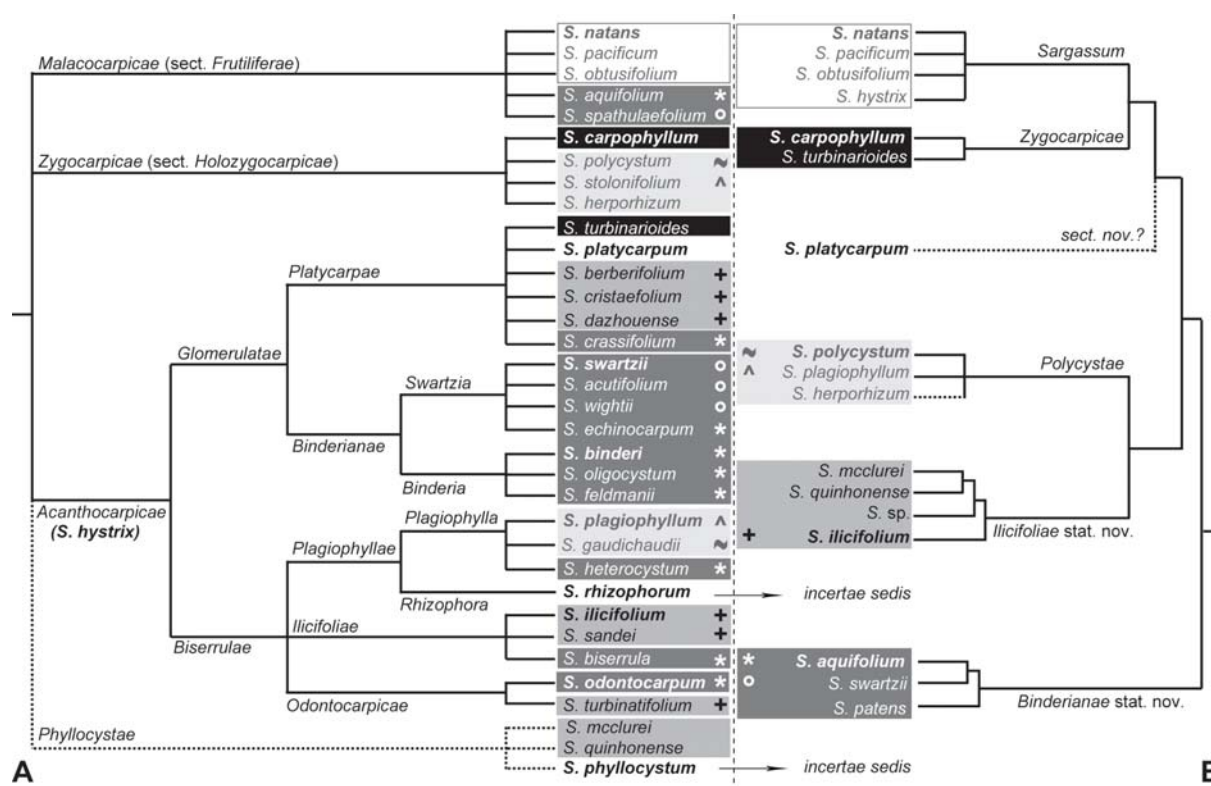 Malacocarpicae (sect. Frutiliferae)
Zygocarpicae (sect. Holozygocarpicae)
Platycarpae
Glomerulatae
Swartzia
Binderianae
Binderia
Acanthocarpicae
(S. hystrix)
Plagiophylla
Plagiophyllae
Rhizophora
Ilicifoliae
Biserrulae
Odontocarpicae
Phyllocystae
A
S. natans
S. pacificum
S. obtusifolium
S. aquifolium *
S. spathulaefolium o
S. carpophyllum
S. polycystum ~
S. stolonifolium ^
S. herporhizum
S. turbinarioides
S. platycarpum
S. berberifolium +
S. cristaefolium +
S. dazhouense +
S. crassifolium *
S. swartzii o
S. acutifolium o
S. wightii o
S. echinocarpum *
S. binderi *
S. oligocystum *
S. feldmanii *
S. plagiophyllum ^
S. gaudichaudii ~
S. heterocystum *
S. rhizophorum
S. ilicifolium +
S. sandei +
S. biserrula *
S. odontocarpum *
S. turbinatifolium +
S. mcclurei
S. quinhonense
S. phyllocystum
S. natans
S. pacificum
S. obtusifolium
S. hystrix
Sargassum
S. carpophyllum
S. turbinarioides
Zygocarpicae
S. platycarpum
sect. nov.?
~ S. polycystum
^ S. plagiophyllum
S. herporhizum
Polycystae
S. mcclurei
S. quinhonense
S. sp.
+ S. ilicifolium
Ilicifoliae stat. nov.
incertae sedis
* S. aquifolium
o S. swartzii
S. patens
Binderianae stat. nov.
incertae sedis